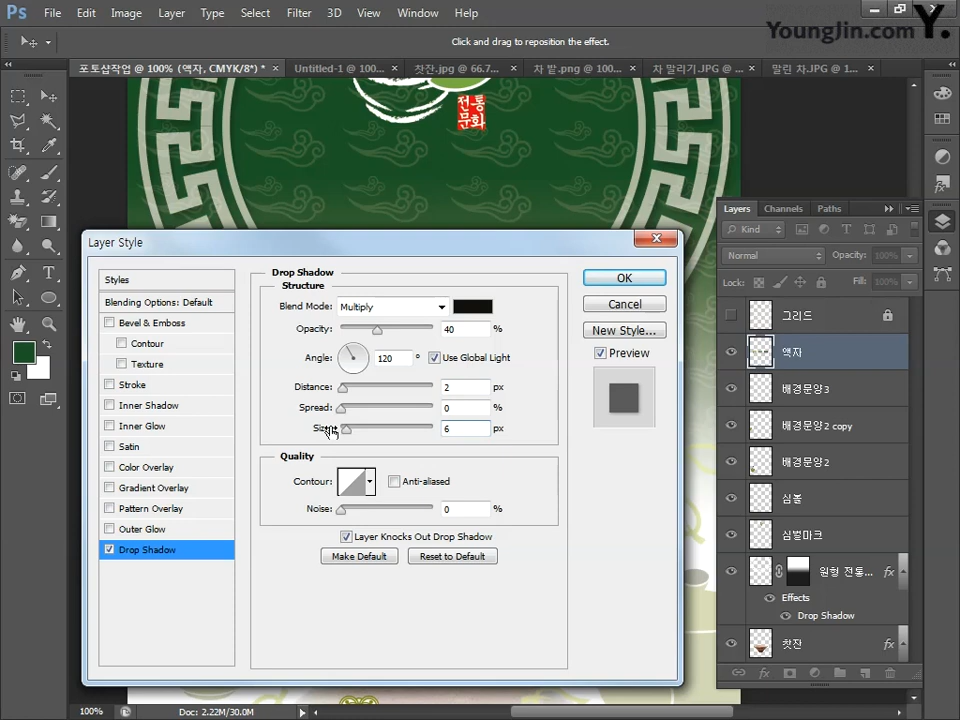 Ps File Edit Image Layer Type Select Filter 3D View Window Help
YoungJin.com Y.
Click and drag to reposition the effect.
포토샵작업 @ 100% (액자, CMYK/8*) * × Untitled-1 @ 100... × 찻잔.jpg @ 66.7... × 차 밭.png @ 100... × 차 말리기.JPG @ ... × 말린 차.JPG @ 1... ×
전통
문화
Layer Style
Styles
Blending Options: Default
Bevel & Emboss
Contour
Texture
Stroke
Inner Shadow
Inner Glow
Satin
Color Overlay
Gradient Overlay
Pattern Overlay
Outer Glow
Drop Shadow
Drop Shadow
Structure
Blend Mode: Multiply
Opacity: 40 %
Angle: 120 ° Use Global Light
Distance: 2 px
Spread: 0 %
Size: 6 px
Quality
Contour: Anti-aliased
Noise: 0 %
Layer Knocks Out Drop Shadow
Make Default Reset to Default
OK
Cancel
New Style...
Preview
Layers Channels Paths
Kind
Normal Opacity: 100%
Lock: Fill: 100%
그리드
액자
배경문양3
배경문양2 copy
배경문양2
심볼
심벌마크
원형 전통... fx
Effects
Drop Shadow
찻잔 fx
100% Doc: 2.22M/30.0M